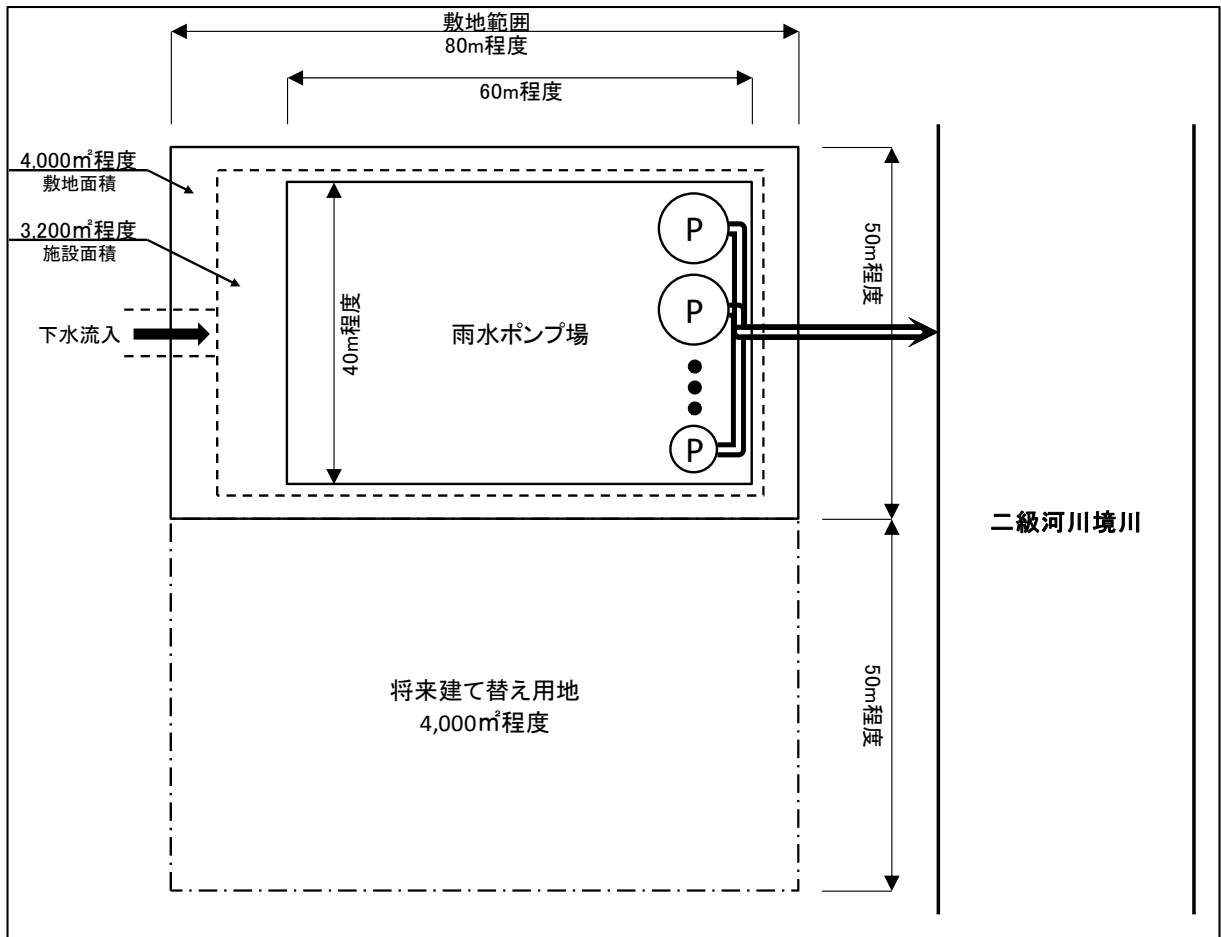 敷地範囲
80m程度
60m程度
4,000㎡程度
敷地面積
3,200㎡程度
施設面積
下水流入
40m程度
雨水ポンプ場
P
P
P
50m程度
二級河川境川
将来建て替え用地
4,000㎡程度
50m程度